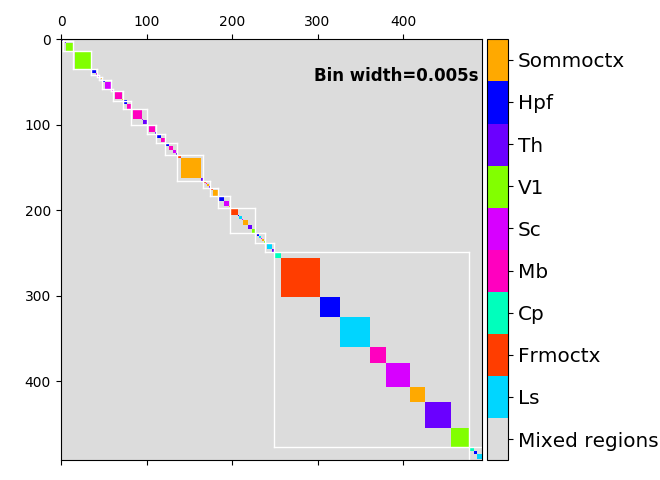 0 100 200 300 400
0
100
200
300
400
Bin width=0.005s
Sommoctx
Hpf
Th
V1
Sc
Mb
Cp
Frmoctx
Ls
Mixed regions